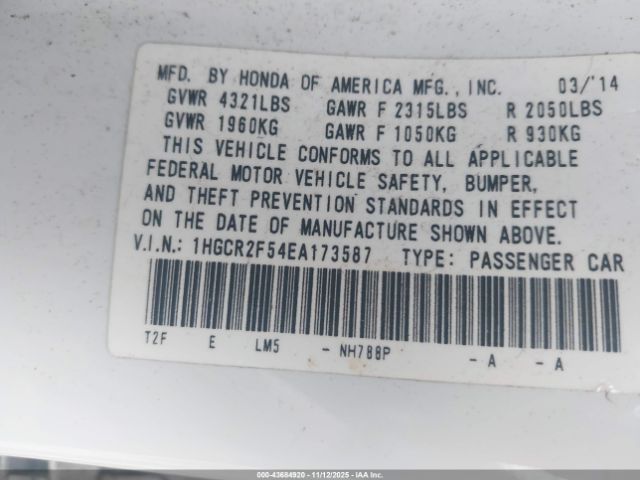 MFD. BY HONDA OF AMERICA MFG., INC. 03/'14
GVWR 4321LBS GAWR F 2315LBS R 2050LBS
GVWR 1960KG GAWR F 1050KG R 930KG
THIS VEHICLE CONFORMS TO ALL APPLICABLE
FEDERAL MOTOR VEHICLE SAFETY, BUMPER,
AND THEFT PREVENTION STANDARDS IN EFFECT
ON THE DATE OF MANUFACTURE SHOWN ABOVE.
V.I.N.: 1HGCR2F54EA173587 TYPE: PASSENGER CAR
T2F E LM5 - NH788P - A - A
000-43684920 - 11/12/2025 - IAA Inc.